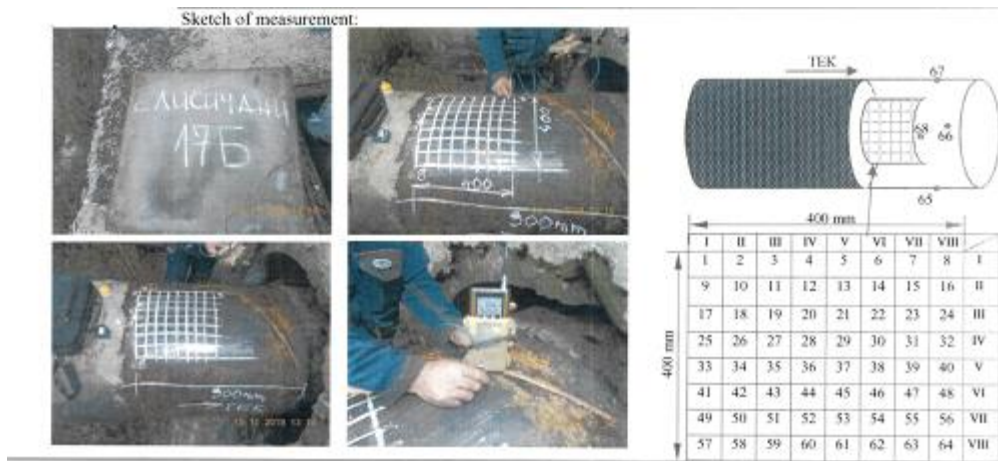 Sketch of measurement:
17Б
400
400
900mm
900mm
ТЕК
67
68
66
65
400 mm
400 mm
I II III IV V VI VII VIII
1 2 3 4 5 6 7 8 I
9 10 11 12 13 14 15 16 II
17 18 19 20 21 22 23 24 III
25 26 27 28 29 30 31 32 IV
33 34 35 36 37 38 39 40 V
41 42 43 44 45 46 47 48 VI
49 50 51 52 53 54 55 56 VII
57 58 59 60 61 62 63 64 VIII